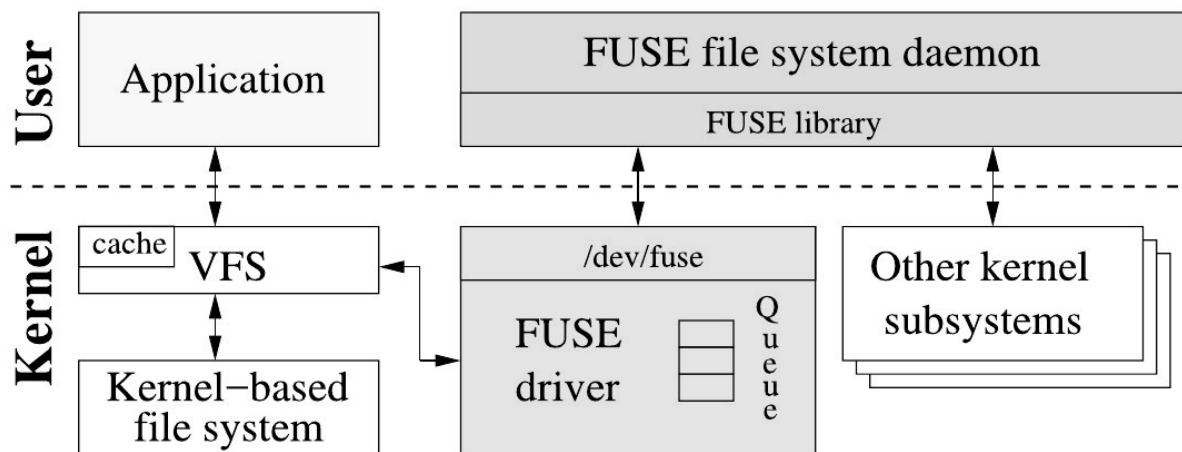 User
Application
FUSE file system daemon
FUSE library
Kernel
cache
VFS
Kernel−based
file system
/dev/fuse
FUSE
driver
Queue
Other kernel
subsystems